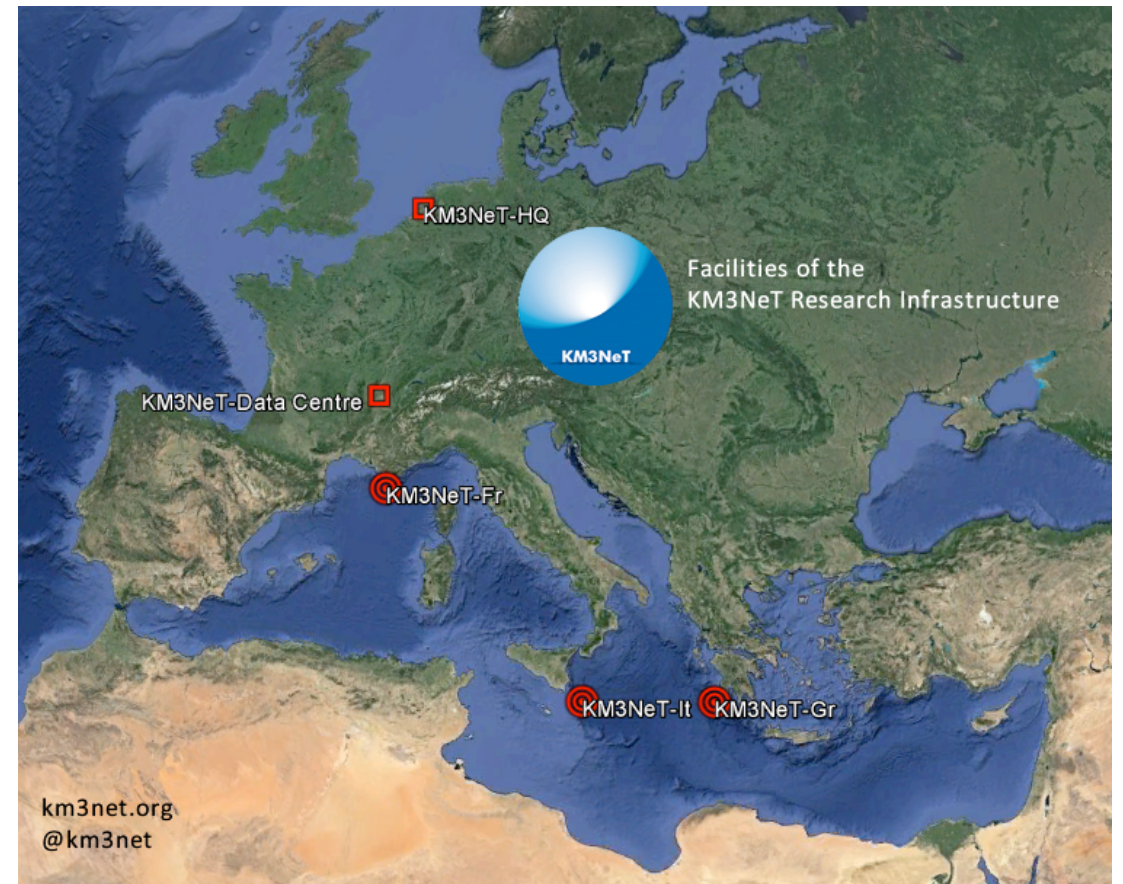 KM3NeT-HQ
Facilities of the
KM3NeT Research Infrastructure
KM3NeT
KM3NeT-Data Centre
KM3NeT-Fr
KM3NeT-It
KM3NeT-Gr
km3net.org
@km3net